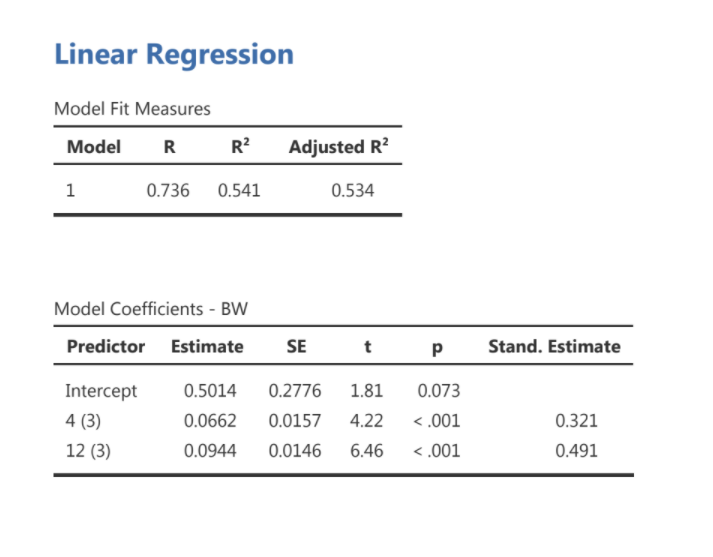 Linear Regression
Model Fit Measures
Model R R² Adjusted R²
1 0.736 0.541 0.534
Model Coefficients - BW
Predictor Estimate SE t p Stand. Estimate
Intercept 0.5014 0.2776 1.81 0.073
4 (3) 0.0662 0.0157 4.22 < .001 0.321
12 (3) 0.0944 0.0146 6.46 < .001 0.491